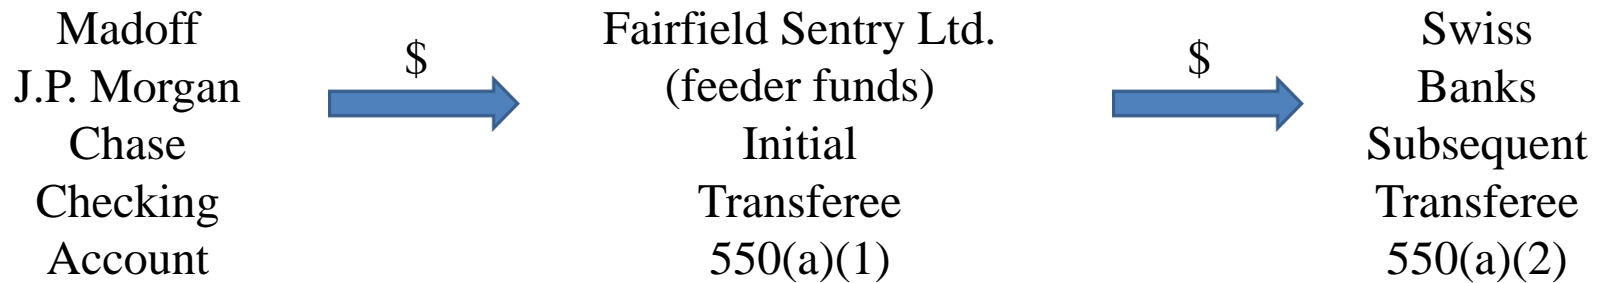 Madoff
J.P. Morgan
Chase
Checking
Account
$
Fairfield Sentry Ltd.
(feeder funds)
Initial
Transferee
550(a)(1)
$
Swiss
Banks
Subsequent
Transferee
550(a)(2)